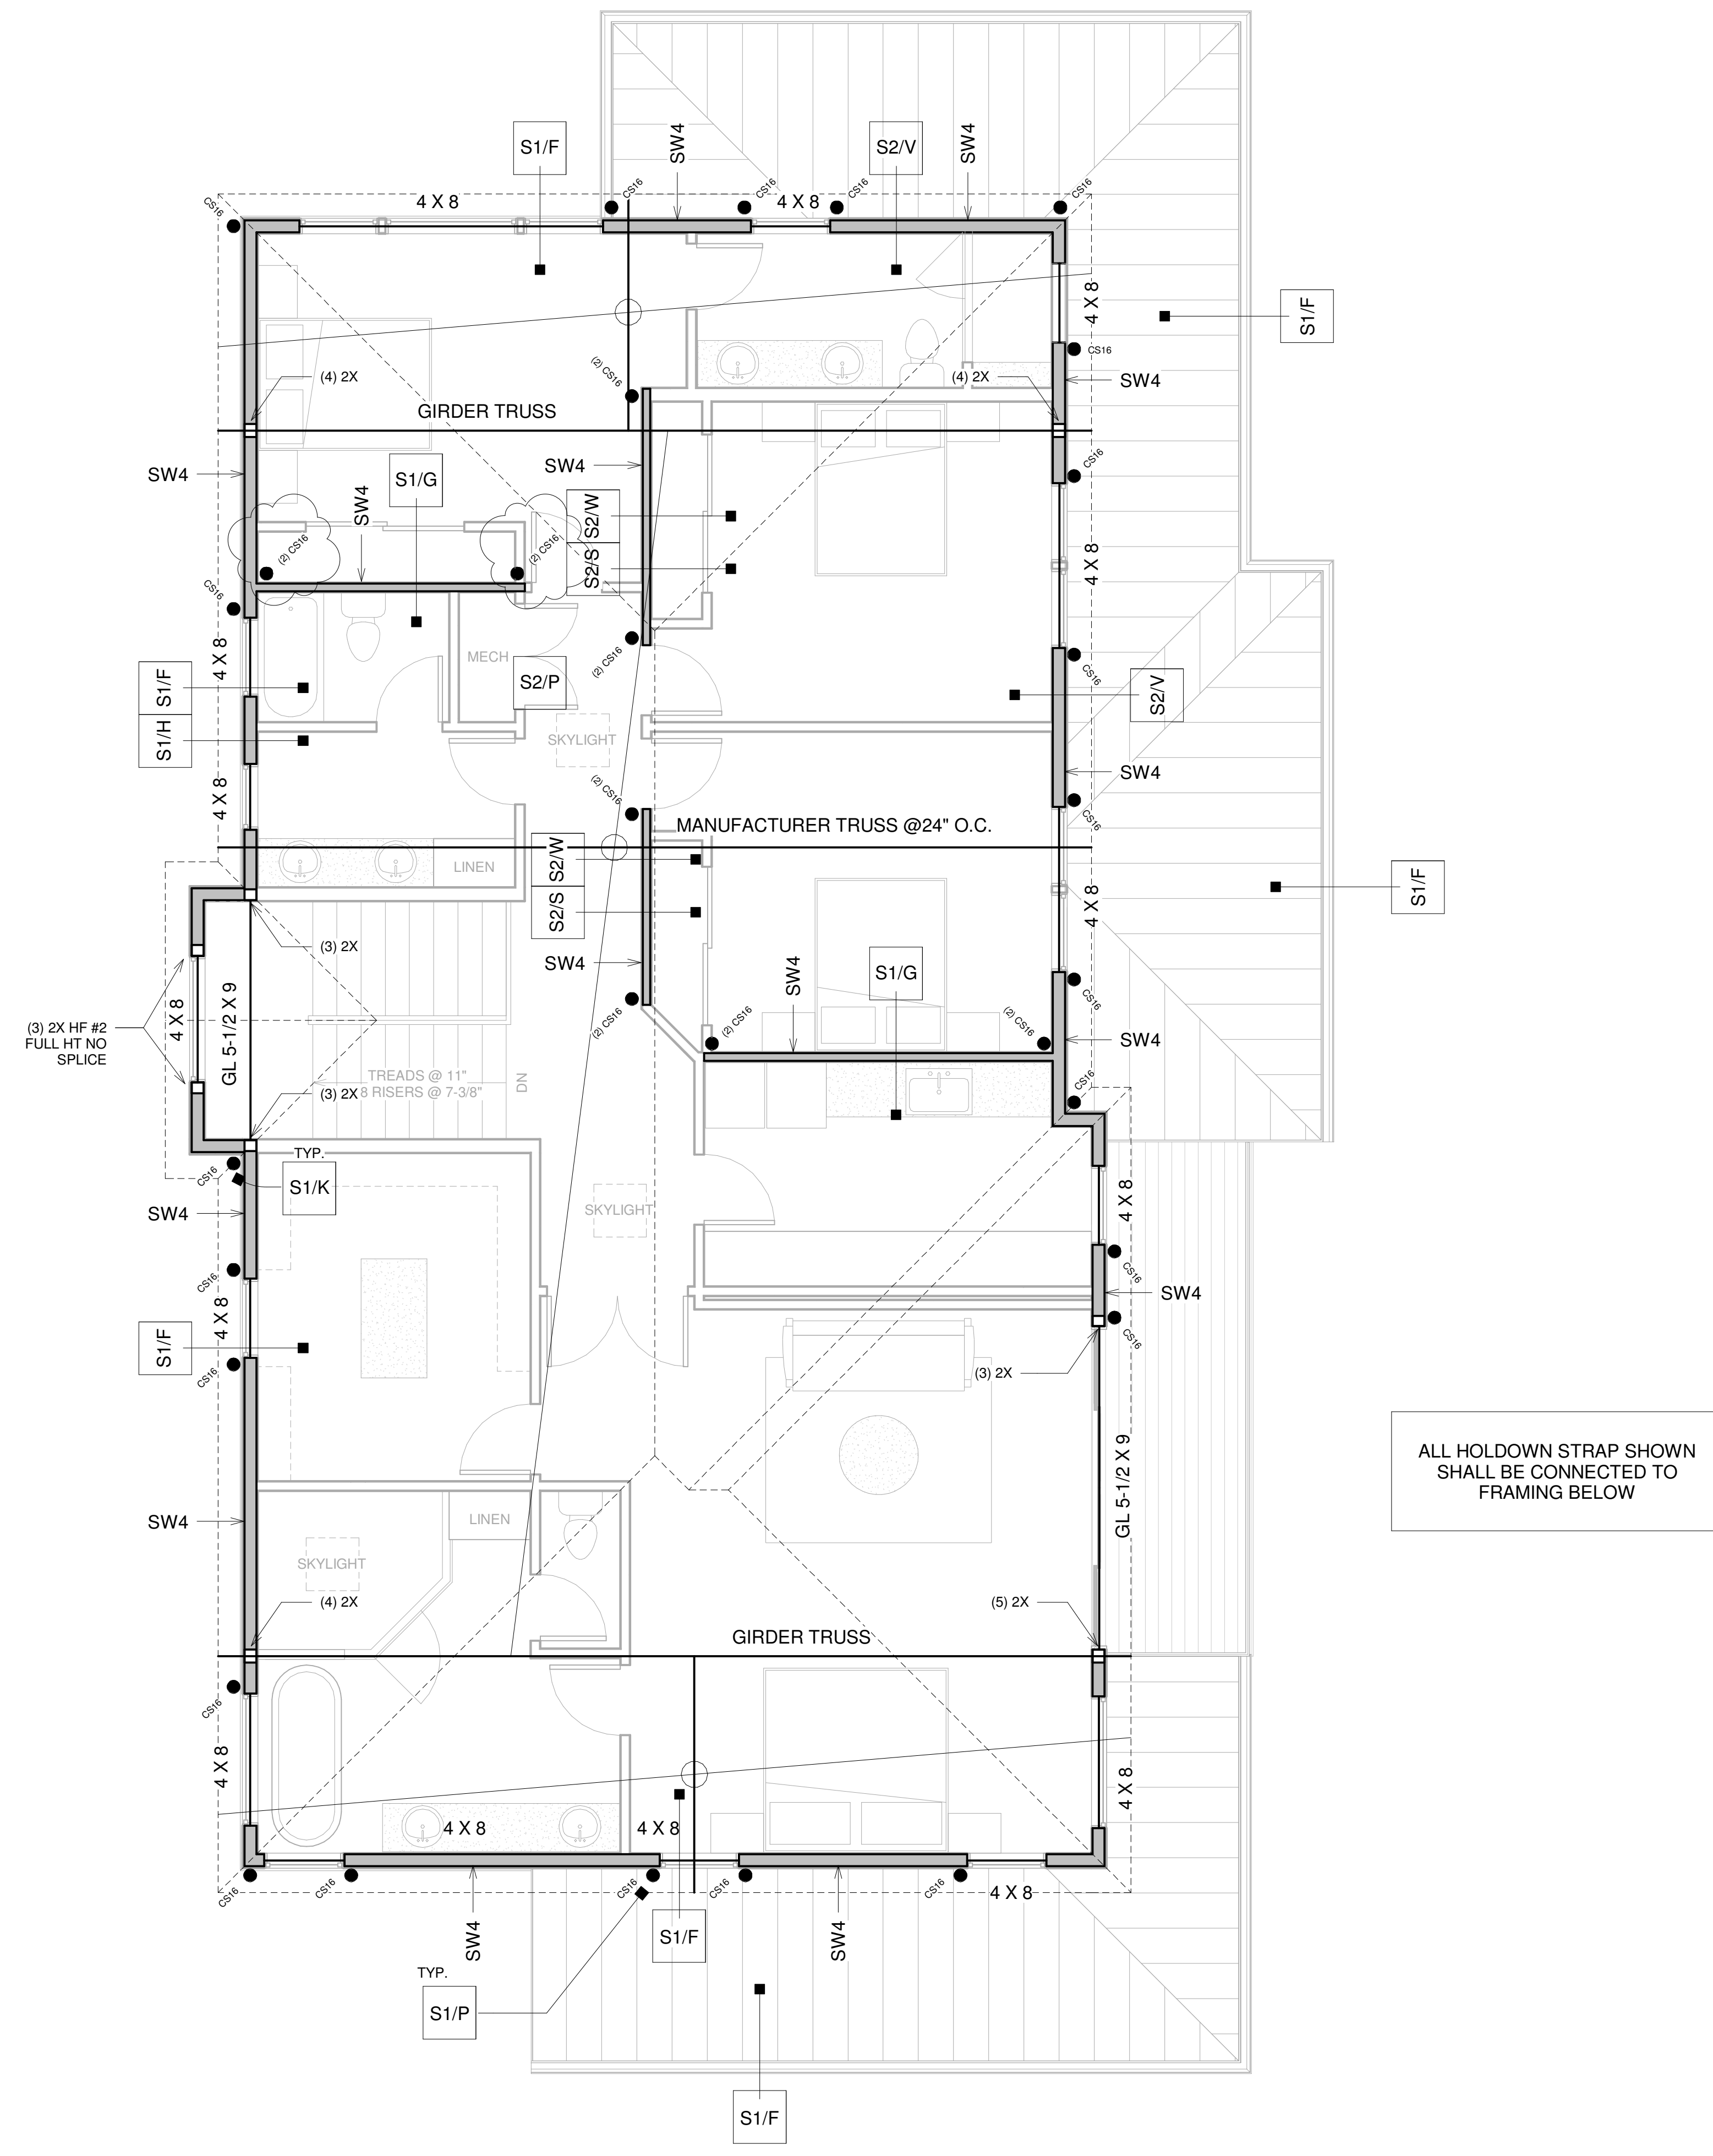 S1/F
SW4
S2/V
SW4
CS16
4 X 8
CS16
CS16
4 X 8
CS16
CS16
4 X 8
S1/F
CS16
(4) 2X
(2) CS16
(4) 2X
SW4
GIRDER TRUSS
SW4
S1/G
SW4
CS16
SW4
S2/W
S2/S
(2) CS16
(2) CS16
4 X 8
CS16
4 X 8
MECH
S2/P
(2) CS16
CS16
S1/F
S1/H
S2/V
SKYLIGHT
4 X 8
(2) CS16
SW4
CS16
MANUFACTURER TRUSS @24" O.C.
S2/W
S2/S
LINEN
4 X 8
S1/F
(3) 2X
SW4
SW4
S1/G
CS16
4 X 8
GL 5-1/2 X 9
(3) 2X HF #2
FULL HT NO
SPLICE
(2) CS16
(2) CS16
(2) CS16
SW4
TREADS @ 11"
8 RISERS @ 7-3/8"
DN
(3) 2X
CS16
TYP.
S1/K
CS16
SW4
SKYLIGHT
4 X 8
CS16
CS16
SW4
4 X 8
CS16
S1/F
CS16
(3) 2X
GL 5-1/2 X 9
ALL HOLDOWN STRAP SHOWN
SHALL BE CONNECTED TO
FRAMING BELOW
SW4
LINEN
SKYLIGHT
(4) 2X
(5) 2X
GIRDER TRUSS
CS16
4 X 8
4 X 8
4 X 8
4 X 8
CS16
CS16
CS16
CS16
CS16
4 X 8
SW4
S1/F
SW4
TYP.
S1/P
S1/F